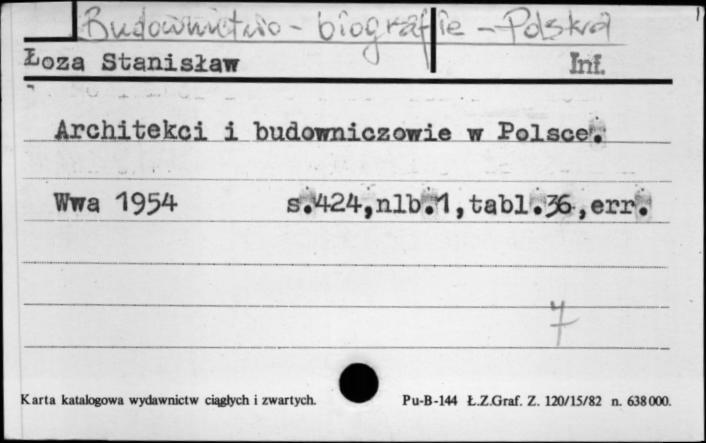 Budownictwo - biografie - Polska
Łoza Stanisław Inf.
Architekci i budowniczowie w Polsce.
Wwa 1954 s.424,nlb.1,tabl.36,err.
7
Karta katalogowa wydawnictw ciągłych i zwartych. Pu-B-144 Ł.Z.Graf. Z. 120/15/82 n. 638000.